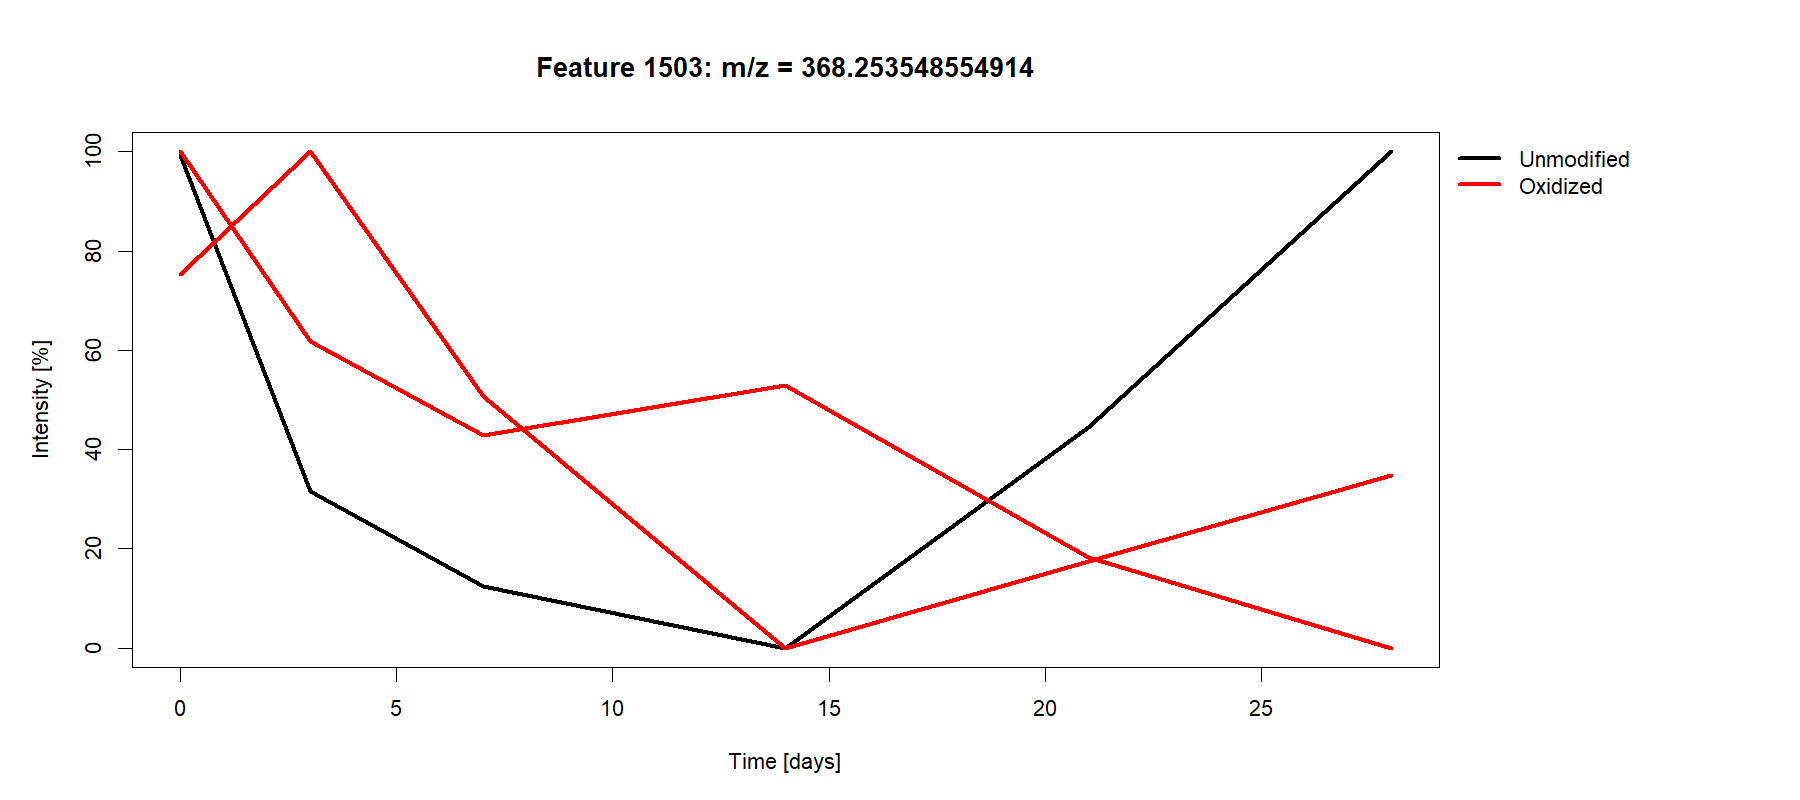 Feature 1503: m/z = 368.253548554914
Unmodified
Oxidized
Intensity [%]
100
80
60
40
20
0
0 5 10 15 20 25
Time [days]